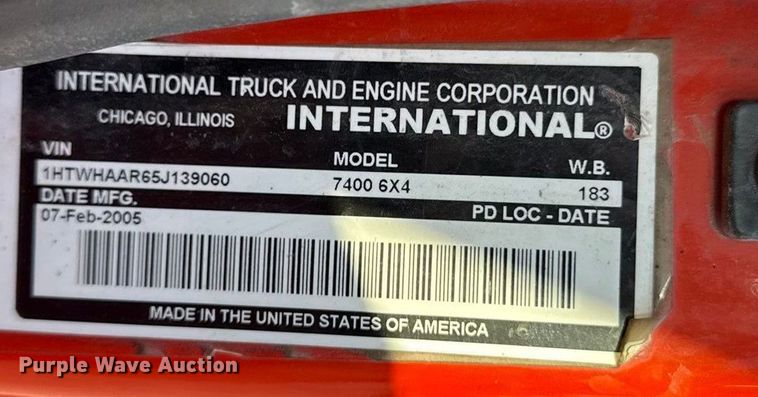 INTERNATIONAL TRUCK AND ENGINE CORPORATION
CHICAGO, ILLINOIS INTERNATIONAL®
VIN MODEL W.B.
1HTWHAAR65J139060 7400 6X4 183
DATE MFG. PD LOC - DATE
07-Feb-2005
MADE IN THE UNITED STATES OF AMERICA
Purple Wave Auction